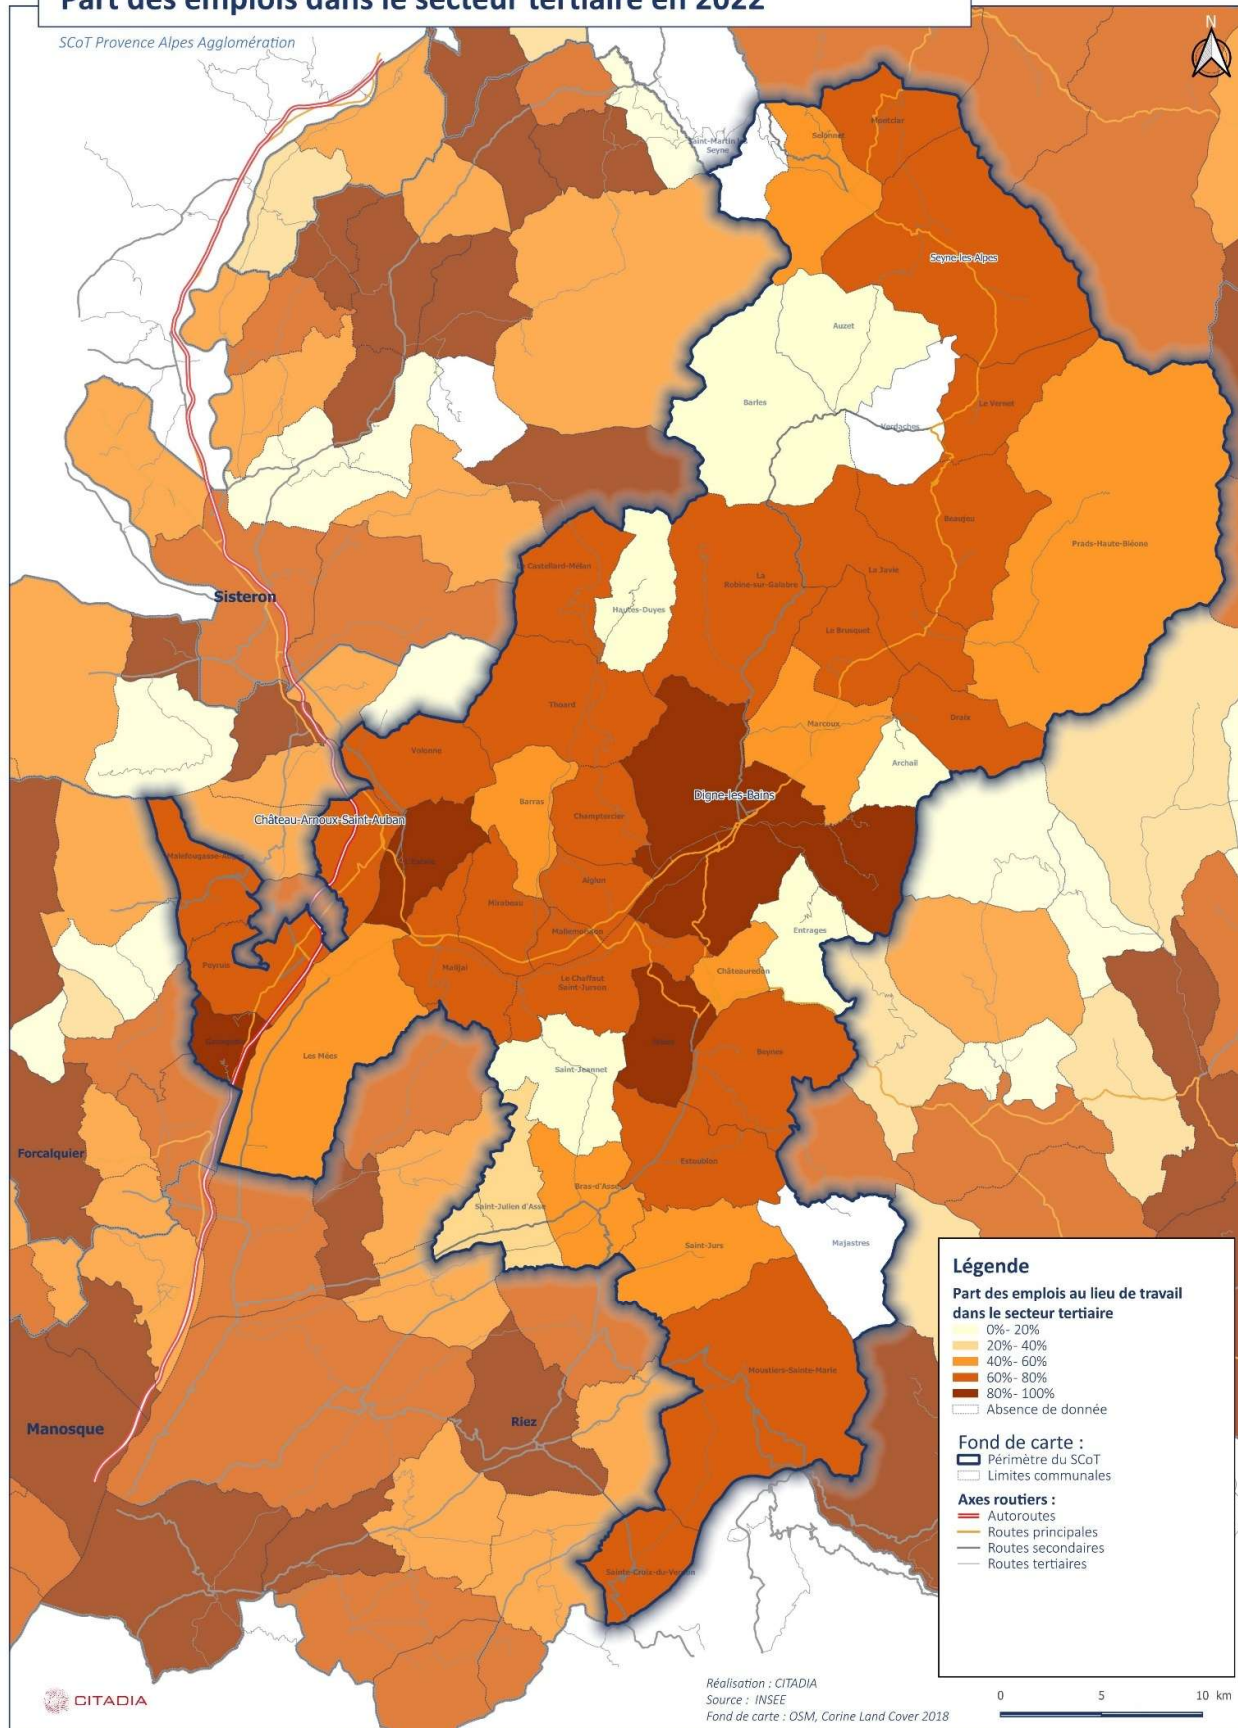 Part des emplois dans le secteur tertiaire en 2022
SCoT Provence Alpes Agglomération
N
Saint-Martin
Seyne
Selonnet
Montclar
Seyne-les-Alpes
Auzet
Barles
Verdaches
Le Vernet
Beaujeu
Prads-Haute-Bléone
La Javie
La
Robine-sur-Galabre
Le Castellard-Mélan
Hautes-Duyes
Le Brusquet
Sisteron
Thoard
Marcoux
Draix
Archail
Volonne
Digne-les-Bains
Barras
Champtercier
Château-Arnoux-Saint-Auban
L'Escale
Aiglun
Mirabeau
Mallemoisson
Entrages
Peyruis
Malijai
Le Chaffaut
Saint-Jurson
Châteauredon
Ganagobie
Les Mées
Mézel
Beynes
Saint-Jeannet
Forcalquier
Estoublon
Bras-d'Asse
Saint-Julien d'Asse
Saint-Jurs
Majastres
Moustiers-Sainte-Marie
Manosque
Riez
Sainte-Croix-du-Verdon
Légende
Part des emplois au lieu de travail
dans le secteur tertiaire
0%- 20%
20%- 40%
40%- 60%
60%- 80%
80%- 100%
Absence de donnée
Fond de carte :
Périmètre du SCoT
Limites communales
Axes routiers :
Autoroutes
Routes principales
Routes secondaires
Routes tertiaires
CITADIA
Réalisation : CITADIA
Source : INSEE
Fond de carte : OSM, Corine Land Cover 2018
0 5 10 km